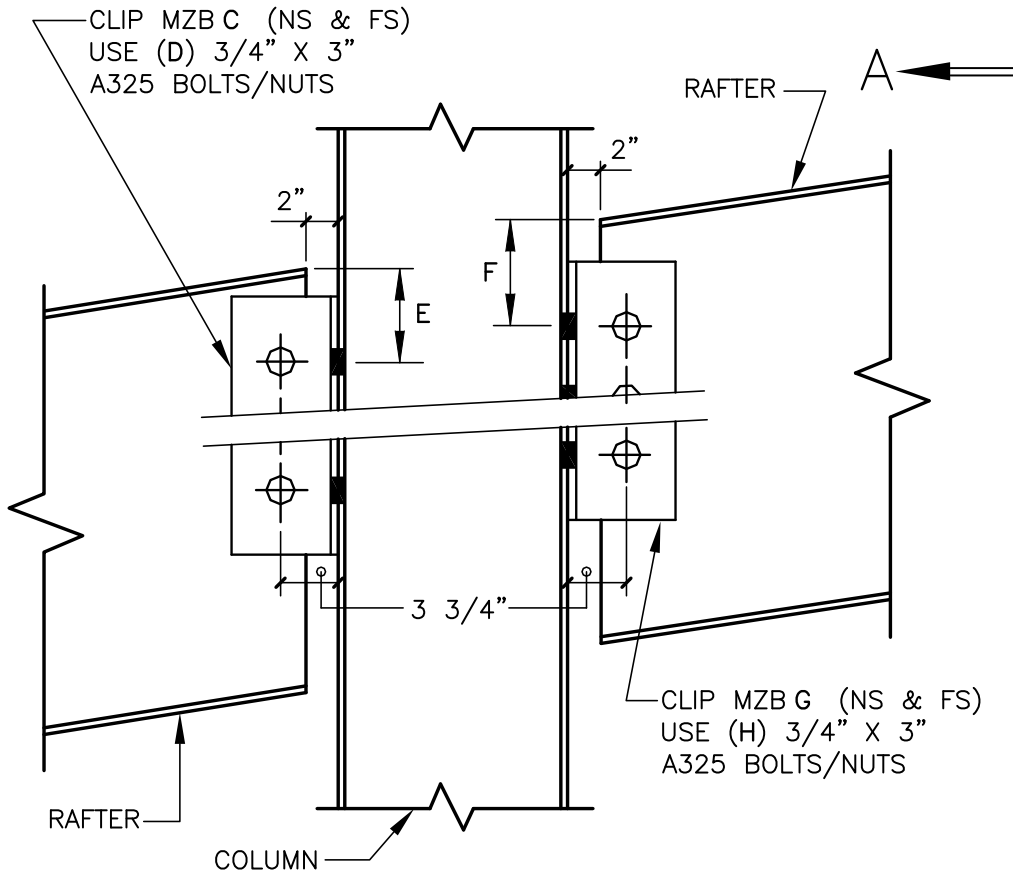 CLIP MZB C (NS & FS)
USE (D) 3/4” X 3”
A325 BOLTS/NUTS
A
RAFTER
2”
2”
F
E
3 3/4”
CLIP MZB G (NS & FS)
USE (H) 3/4” X 3”
A325 BOLTS/NUTS
RAFTER
COLUMN